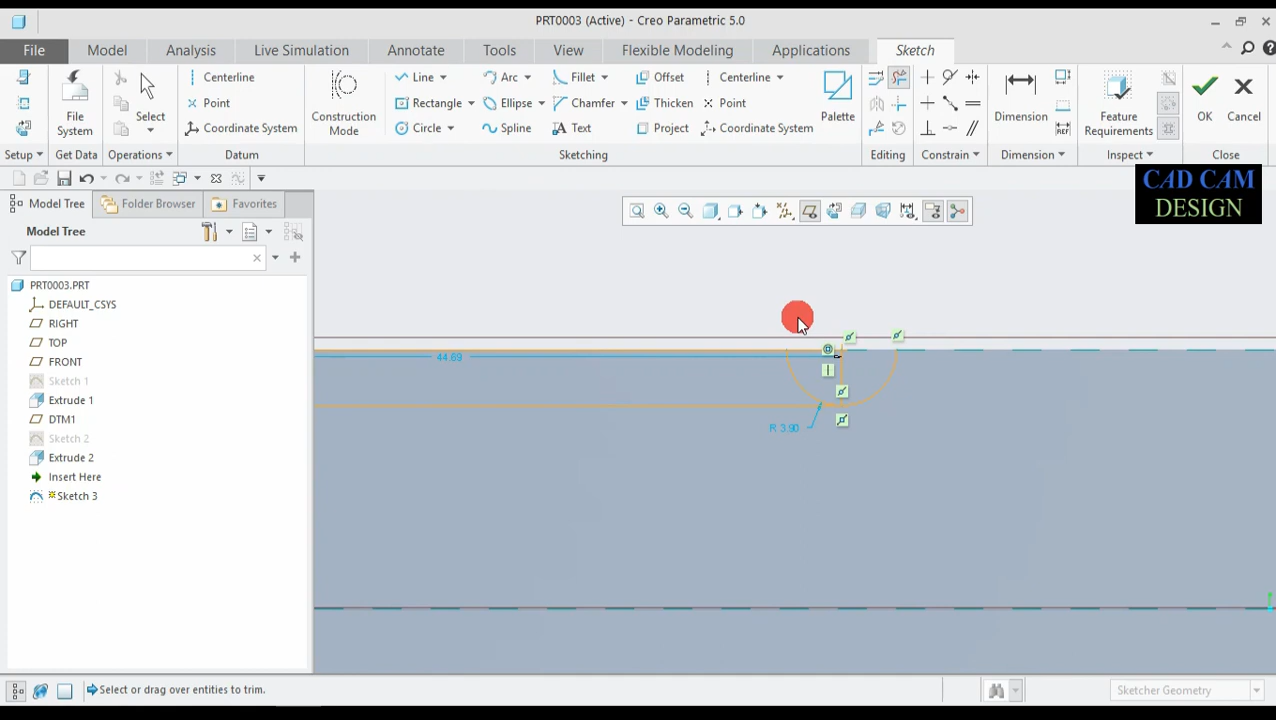 PRT0003 (Active) - Creo Parametric 5.0
File Model Analysis Live Simulation Annotate Tools View Flexible Modeling Applications Sketch
Centerline Line Arc Fillet Offset Centerline
File System Select Point Construction Mode Rectangle Ellipse Chamfer Thicken Point Palette Dimension Feature Requirements OK Cancel
Coordinate System Circle Spline Text Project Coordinate System
Setup Get Data Operations Datum Sketching Editing Constrain Dimension Inspect Close
Model Tree Folder Browser Favorites
CAD CAM
DESIGN
Model Tree
PRT0003.PRT
DEFAULT_CSYS
RIGHT
TOP
FRONT
Sketch 1
Extrude 1
DTM1
Sketch 2
Extrude 2
Insert Here
Sketch 3
44.69
R 3.90
Select or drag over entities to trim.
Sketcher Geometry